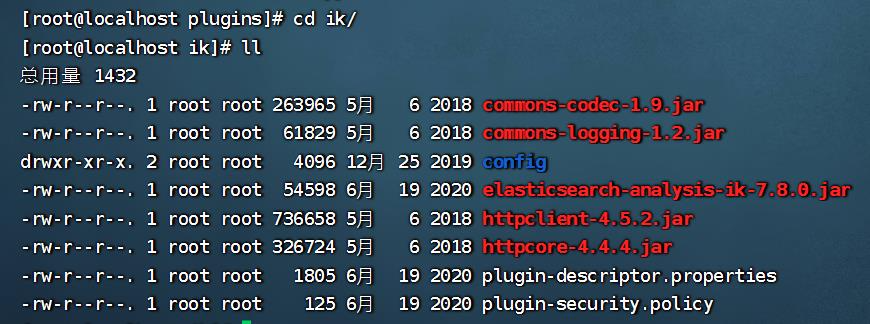 [root@localhost plugins]# cd ik/
[root@localhost ik]# ll
总用量 1432
-rw-r--r--. 1 root root 263965 5月   6 2018 commons-codec-1.9.jar
-rw-r--r--. 1 root root  61829 5月   6 2018 commons-logging-1.2.jar
drwxr-xr-x. 2 root root   4096 12月 25 2019 config
-rw-r--r--. 1 root root  54598 6月  19 2020 elasticsearch-analysis-ik-7.8.0.jar
-rw-r--r--. 1 root root 736658 5月   6 2018 httpclient-4.5.2.jar
-rw-r--r--. 1 root root 326724 5月   6 2018 httpcore-4.4.4.jar
-rw-r--r--. 1 root root   1805 6月  19 2020 plugin-descriptor.properties
-rw-r--r--. 1 root root    125 6月  19 2020 plugin-security.policy